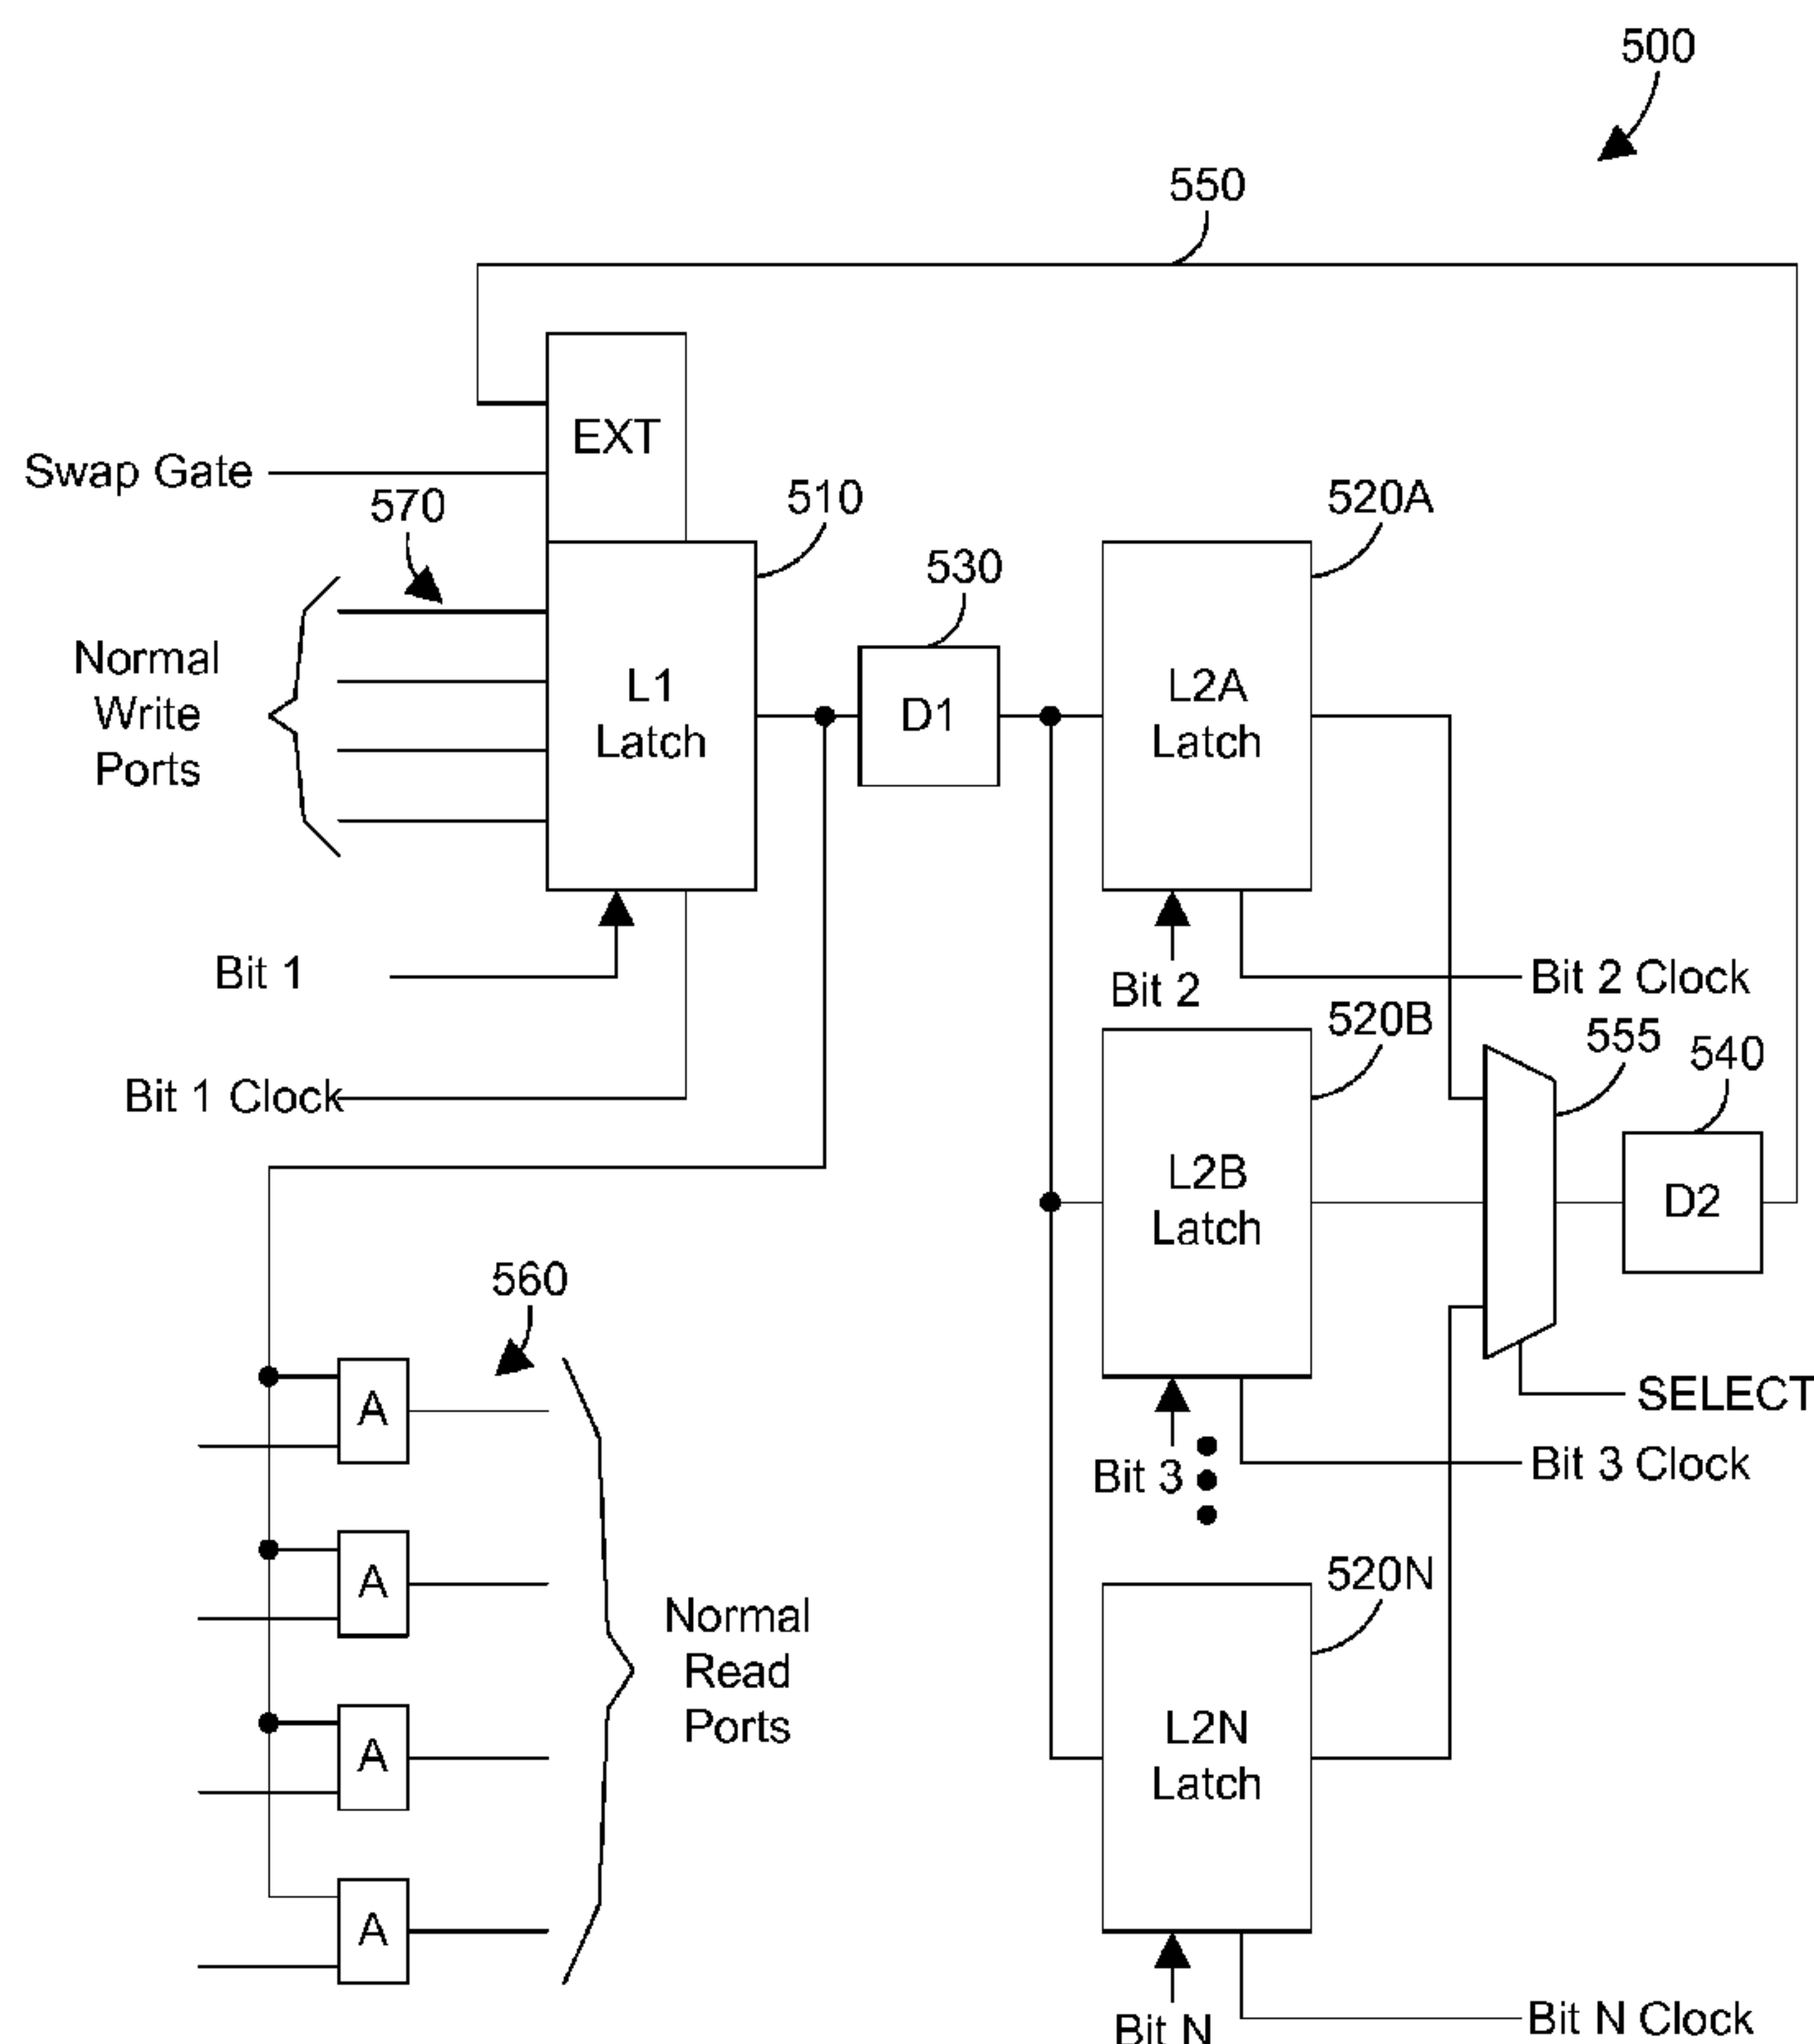 500
550
EXT
Swap Gate
570
510
520A
530
Normal
Write
Ports
L1
Latch
D1
L2A
Latch
Bit 1
Bit 2
Bit 2 Clock
520B
555
540
Bit 1 Clock
L2B
Latch
D2
560
SELECT
A
Bit 3
Bit 3 Clock
A
520N
Normal
Read
Ports
A
L2N
Latch
A
Bit N
Bit N Clock